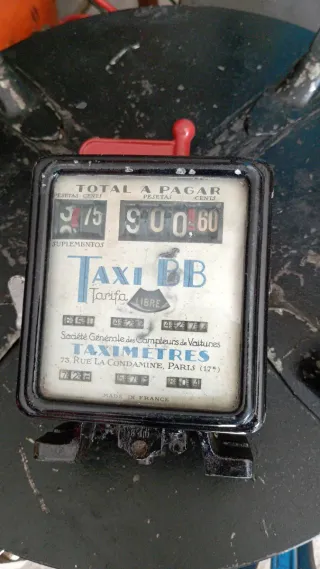 TOTAL A PAGAR
PESETAS CENTS PESETAS CENTS
75 900,60
SUPLEMENTOS
TAXI BB
Tarifa LIBRE
Société Générale des Compteurs de Voitures
TAXIMETRES
73, RUE LA CONDAMINE, PARIS (17e)
MADE IN FRANCE